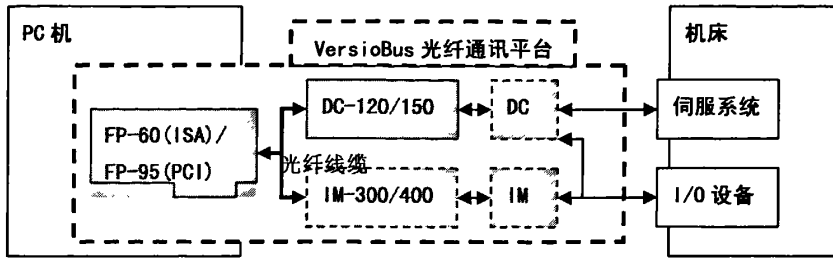 PC 机
VersioBus 光纤通讯平台
机床
DC-120/150
DC
伺服系统
FP-60(ISA)/
FP-95(PCI)
光纤线缆
IM-300/400
IM
I/O 设备